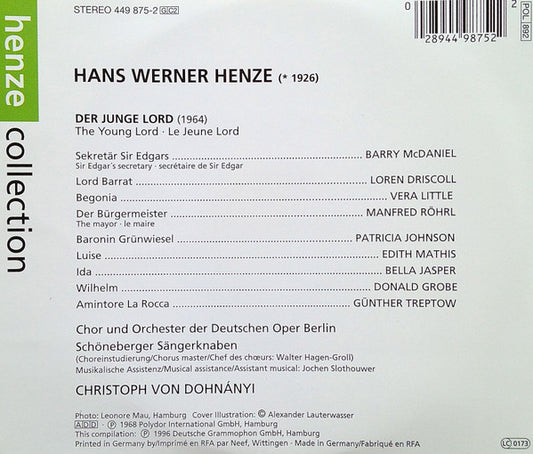 henze collection
STEREO 449 875-2 GC2
0 28944 98752 2
POL 892
HANS WERNER HENZE (* 1926)
DER JUNGE LORD (1964)
The Young Lord · Le Jeune Lord
Sekretär Sir Edgars BARRY McDANIEL
Sir Edgar's secretary · secrétaire de Sir Edgar
Lord Barrat LOREN DRISCOLL
Begonia VERA LITTLE
Der Bürgermeister MANFRED RÖHRL
The mayor · le maire
Baronin Grünwiesel PATRICIA JOHNSON
Luise EDITH MATHIS
Ida BELLA JASPER
Wilhelm DONALD GROBE
Amintore La Rocca GÜNTHER TREPTOW
Chor und Orchester der Deutschen Oper Berlin
Schöneberger Sängerknaben
(Choreinstudierung/Chorus master/Chef des chœurs: Walter Hagen-Groll)
Musikalische Assistenz/Musical assistance/Assistant musical: Jochen Slothouwer
CHRISTOPH VON DOHNÁNYI
Photo: Leonore Mau, Hamburg Cover Illustration: © Alexander Lauterwasser
ADD · ℗ 1968 Polydor International GmbH, Hamburg
This compilation: ℗ 1996 Deutsche Grammophon GmbH, Hamburg
Printed in Germany by/Imprimé en RFA par Neef, Wittingen · Made in Germany/Fabriqué en RFA
LC 0173